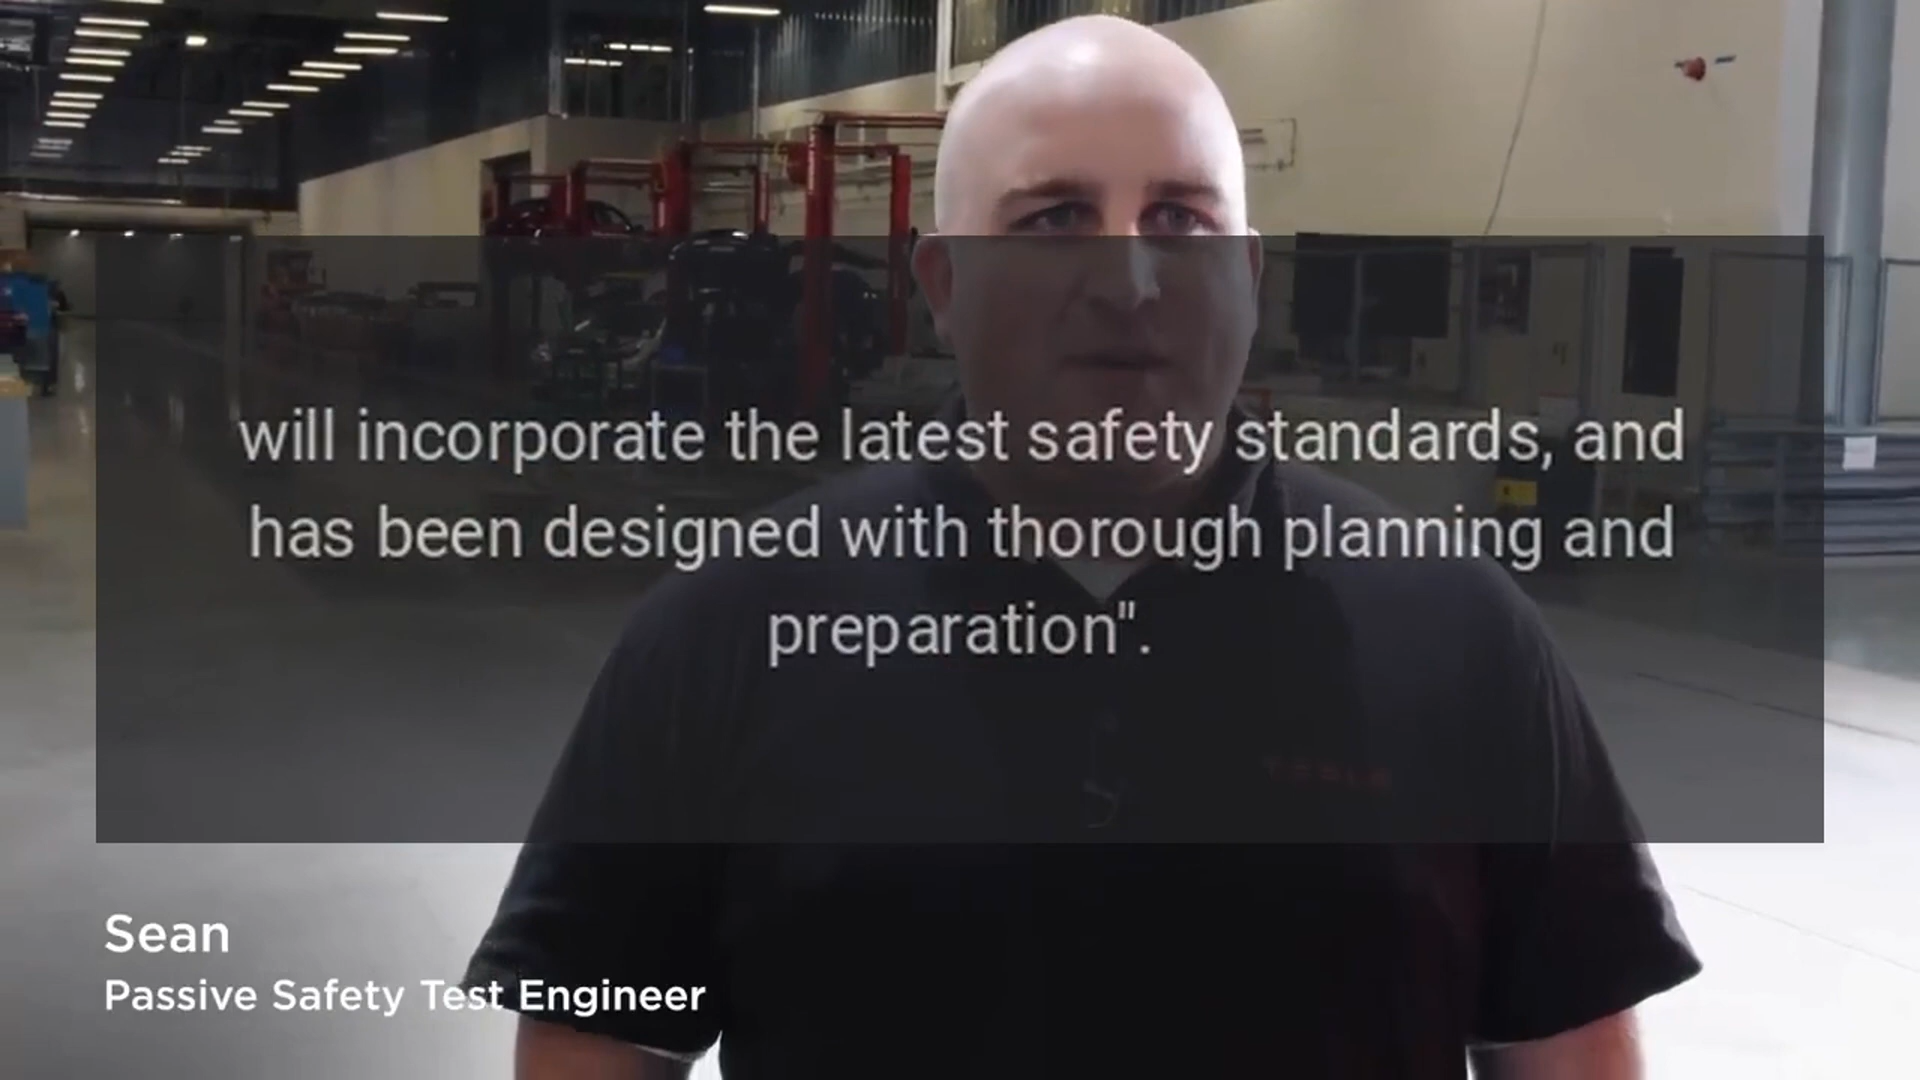 will incorporate the latest safety standards, and
has been designed with thorough planning and
preparation".
TESLA
Sean
Passive Safety Test Engineer